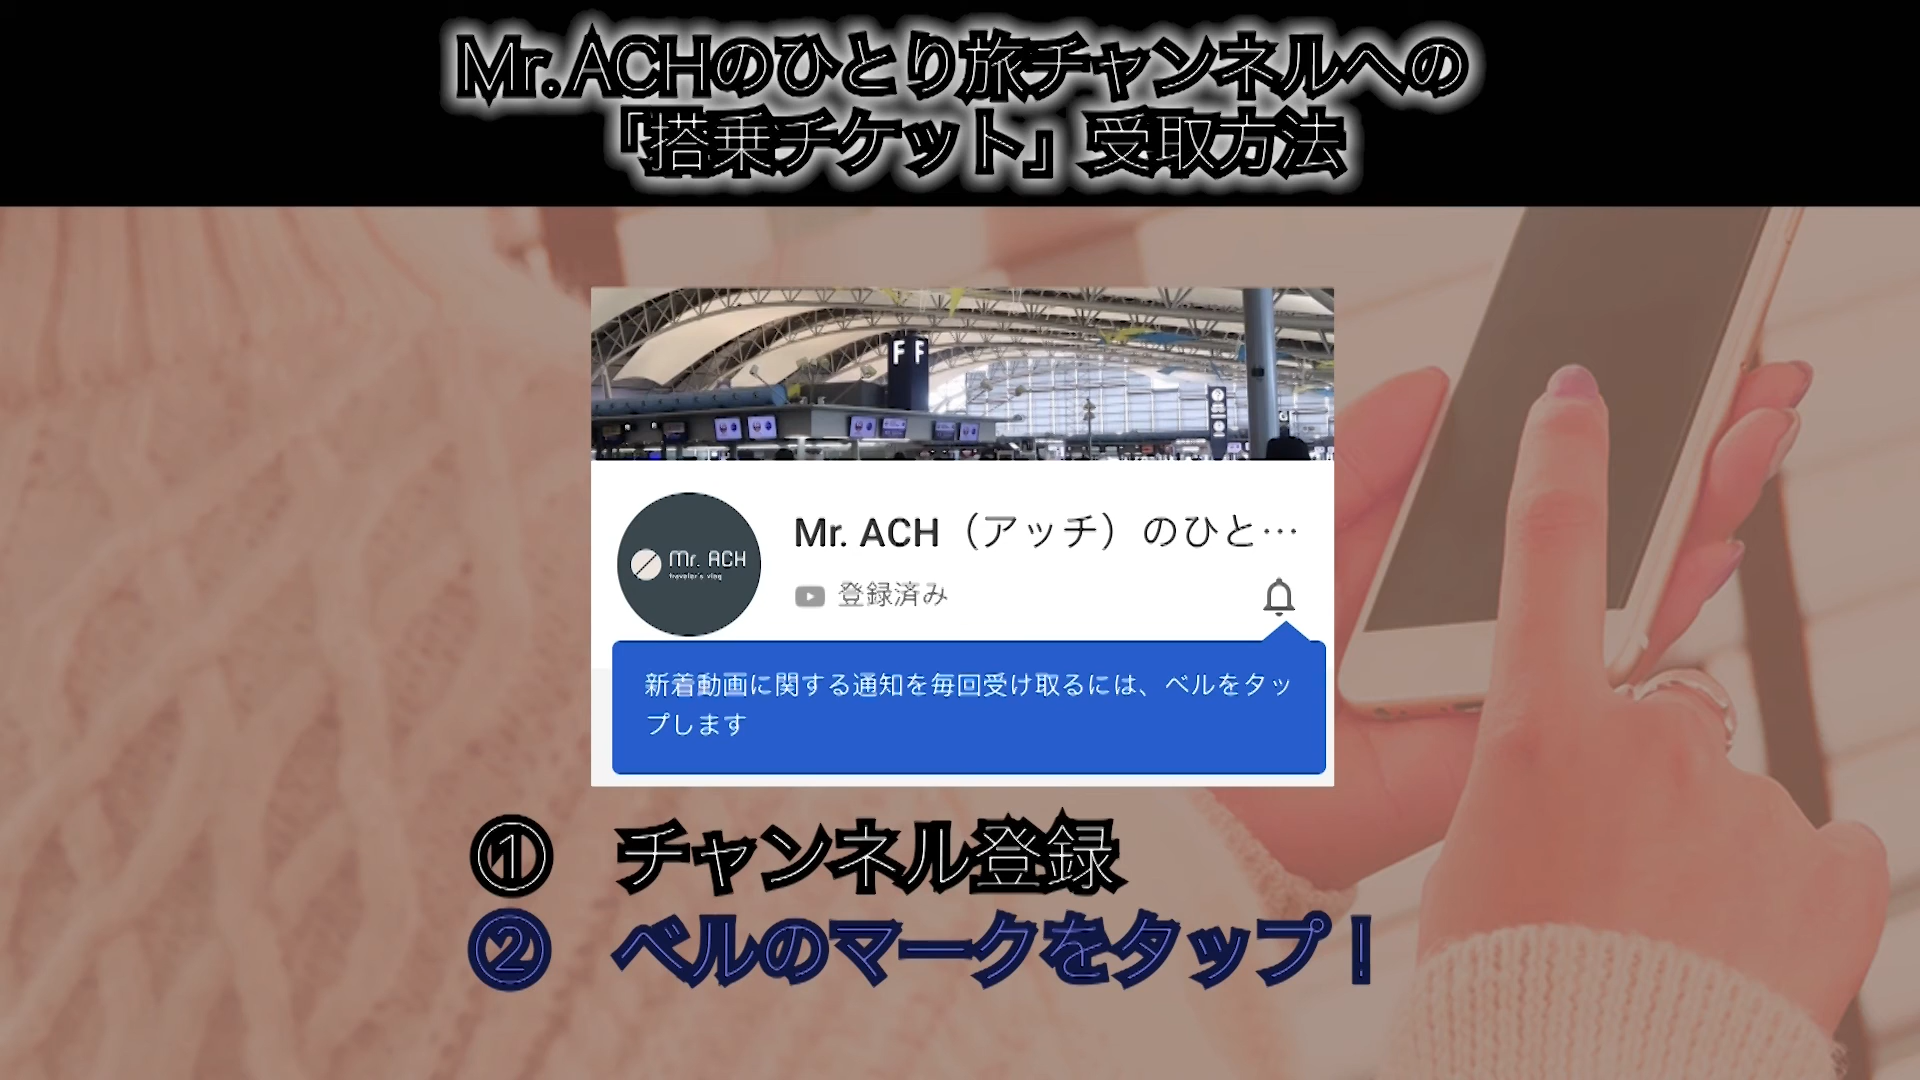 Mr.ACHのひとり旅チャンネルへの
「搭乗チケット」受取方法
F F
Mr. ACH
traveler's vlog
Mr. ACH（アッチ）のひと…
登録済み
新着動画に関する通知を毎回受け取るには、ベルをタッ
プします
① チャンネル登録
② ベルのマークをタップ！